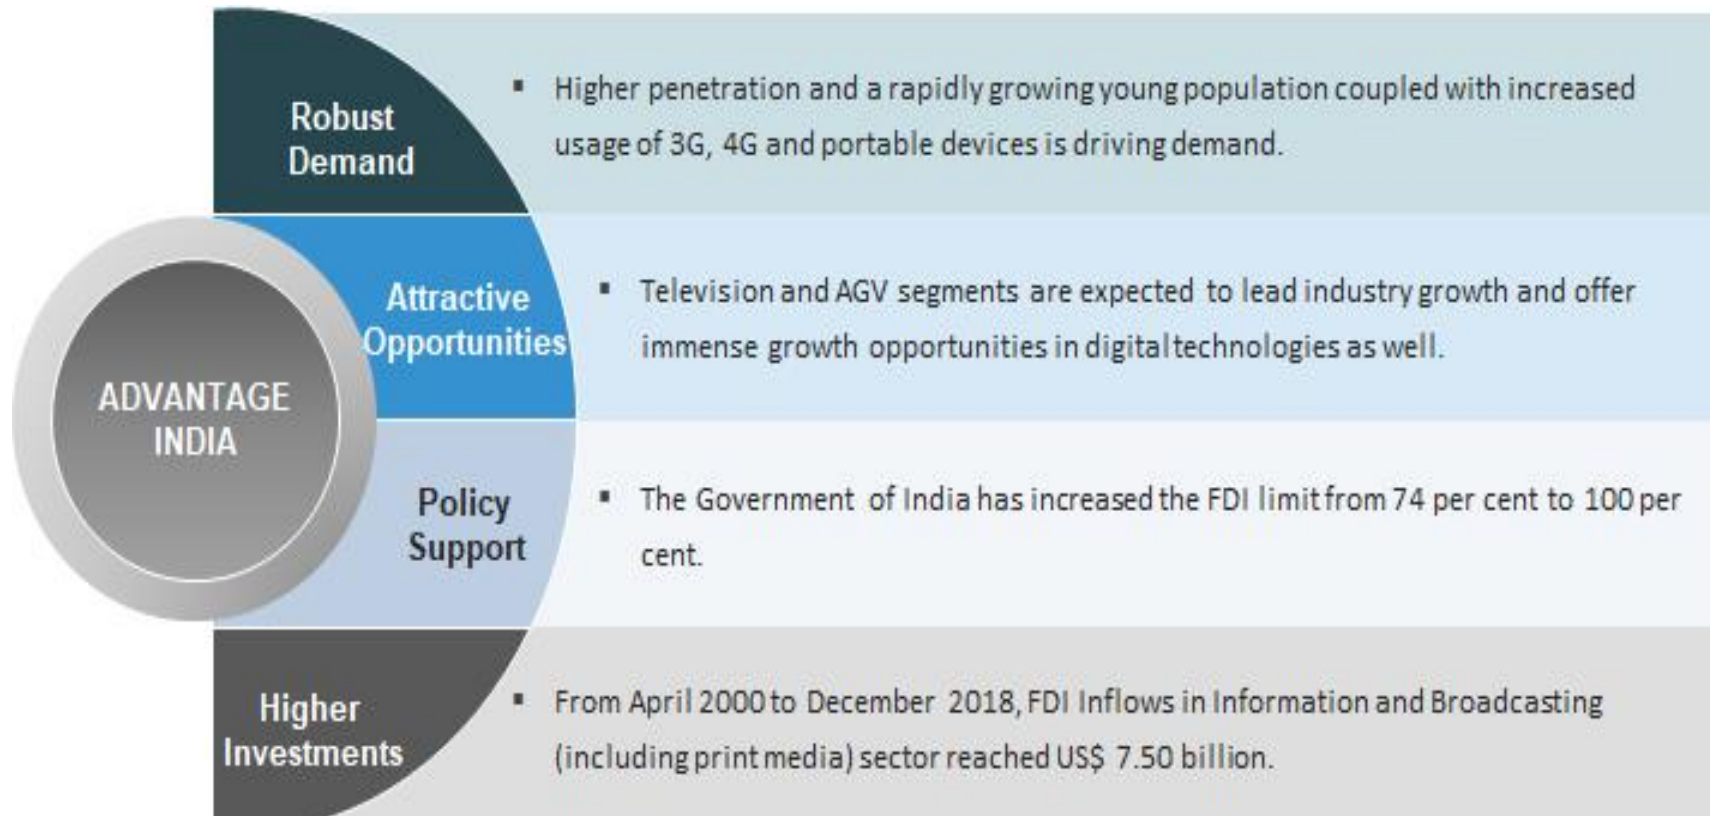 ADVANTAGE
INDIA
Robust
Demand
▪ Higher penetration and a rapidly growing young population coupled with increased
usage of 3G, 4G and portable devices is driving demand.
Attractive
Opportunities
▪ Television and AGV segments are expected to lead industry growth and offer
immense growth opportunities in digital technologies as well.
Policy
Support
▪ The Government of India has increased the FDI limit from 74 per cent to 100 per
cent.
Higher
Investments
▪ From April 2000 to December 2018, FDI Inflows in Information and Broadcasting
(including print media) sector reached US$ 7.50 billion.